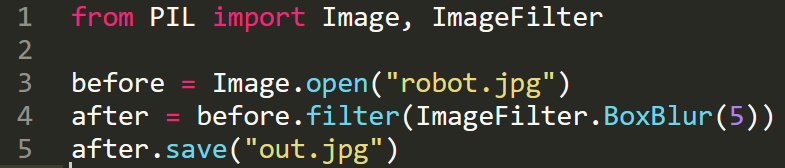 1 from PIL import Image, ImageFilter
2
3 before = Image.open("robot.jpg")
4 after = before.filter(ImageFilter.BoxBlur(5))
5 after.save("out.jpg")